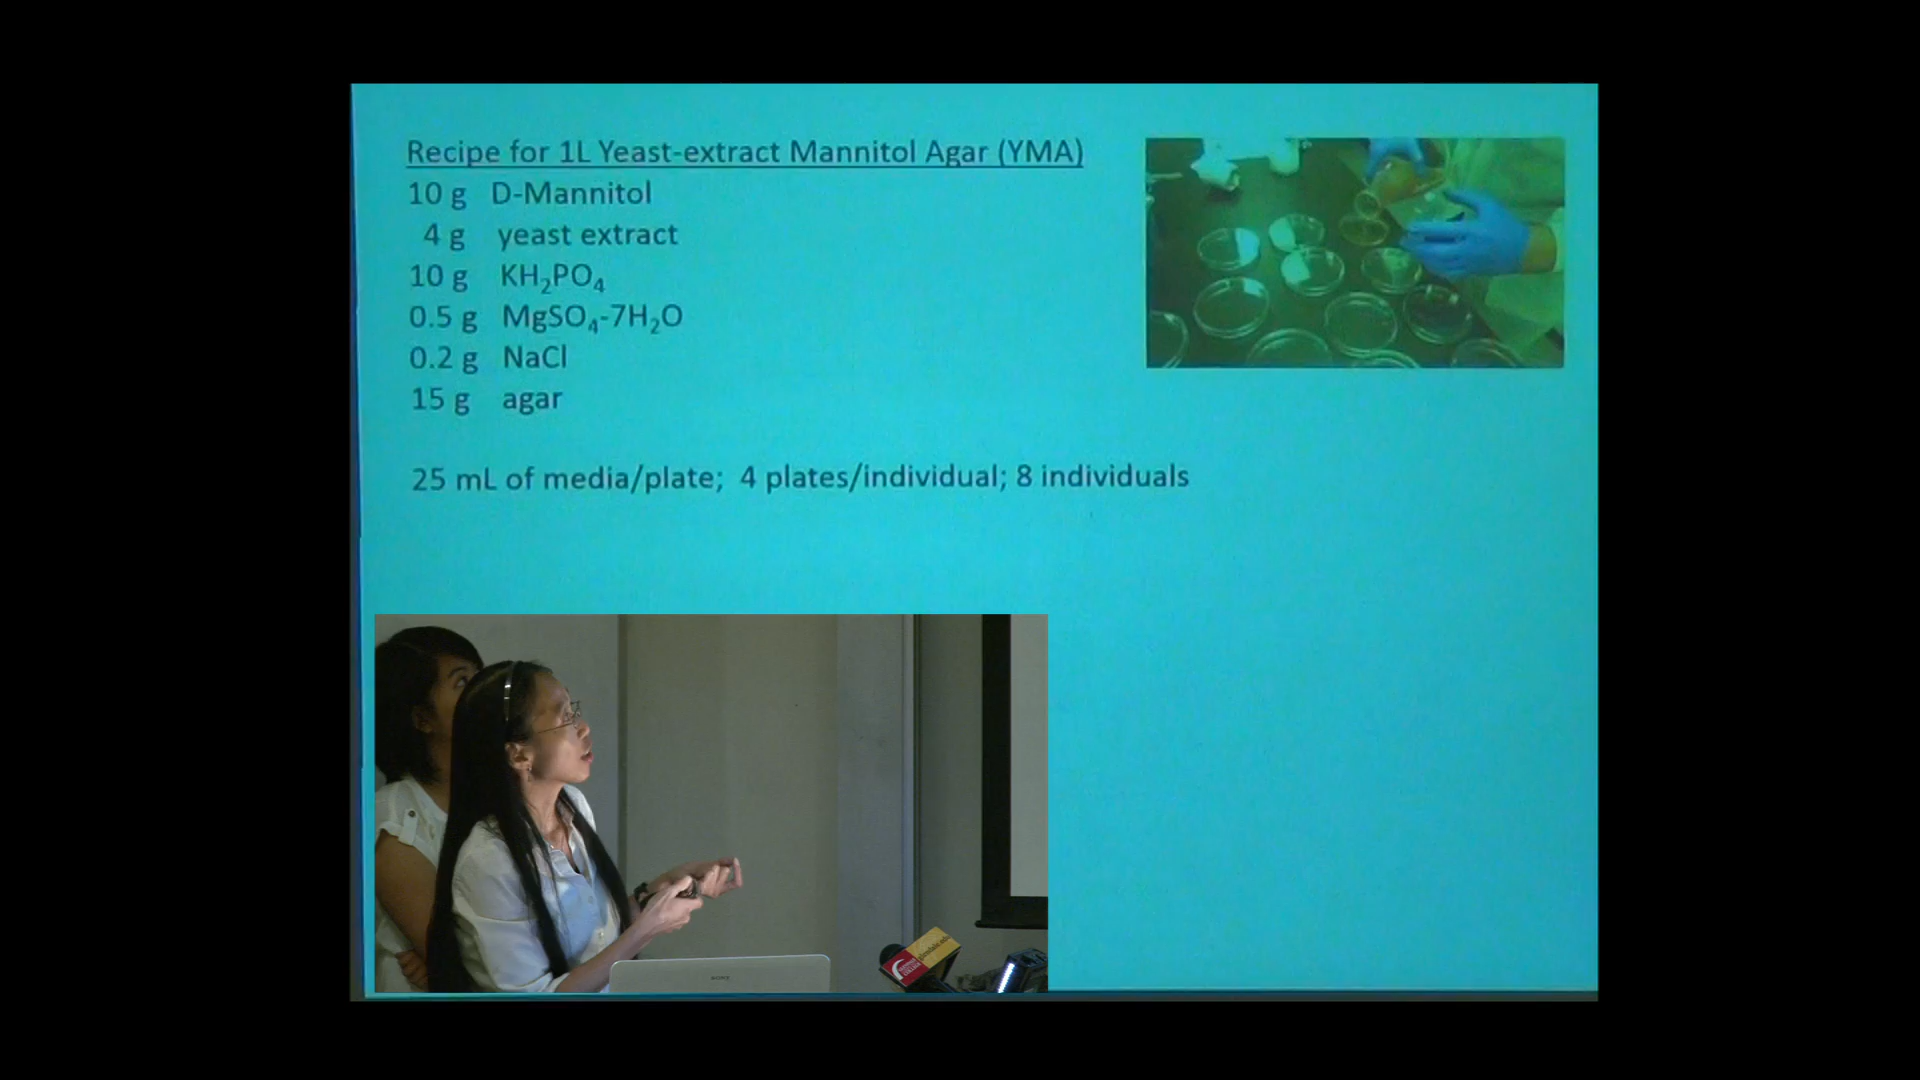 Recipe for 1L Yeast-extract Mannitol Agar (YMA)
10 g D-Mannitol
4 g yeast extract
10 g KH₂PO₄
0.5 g MgSO₄-7H₂O
0.2 g NaCl
15 g agar
25 mL of media/plate; 4 plates/individual; 8 individuals
SONY